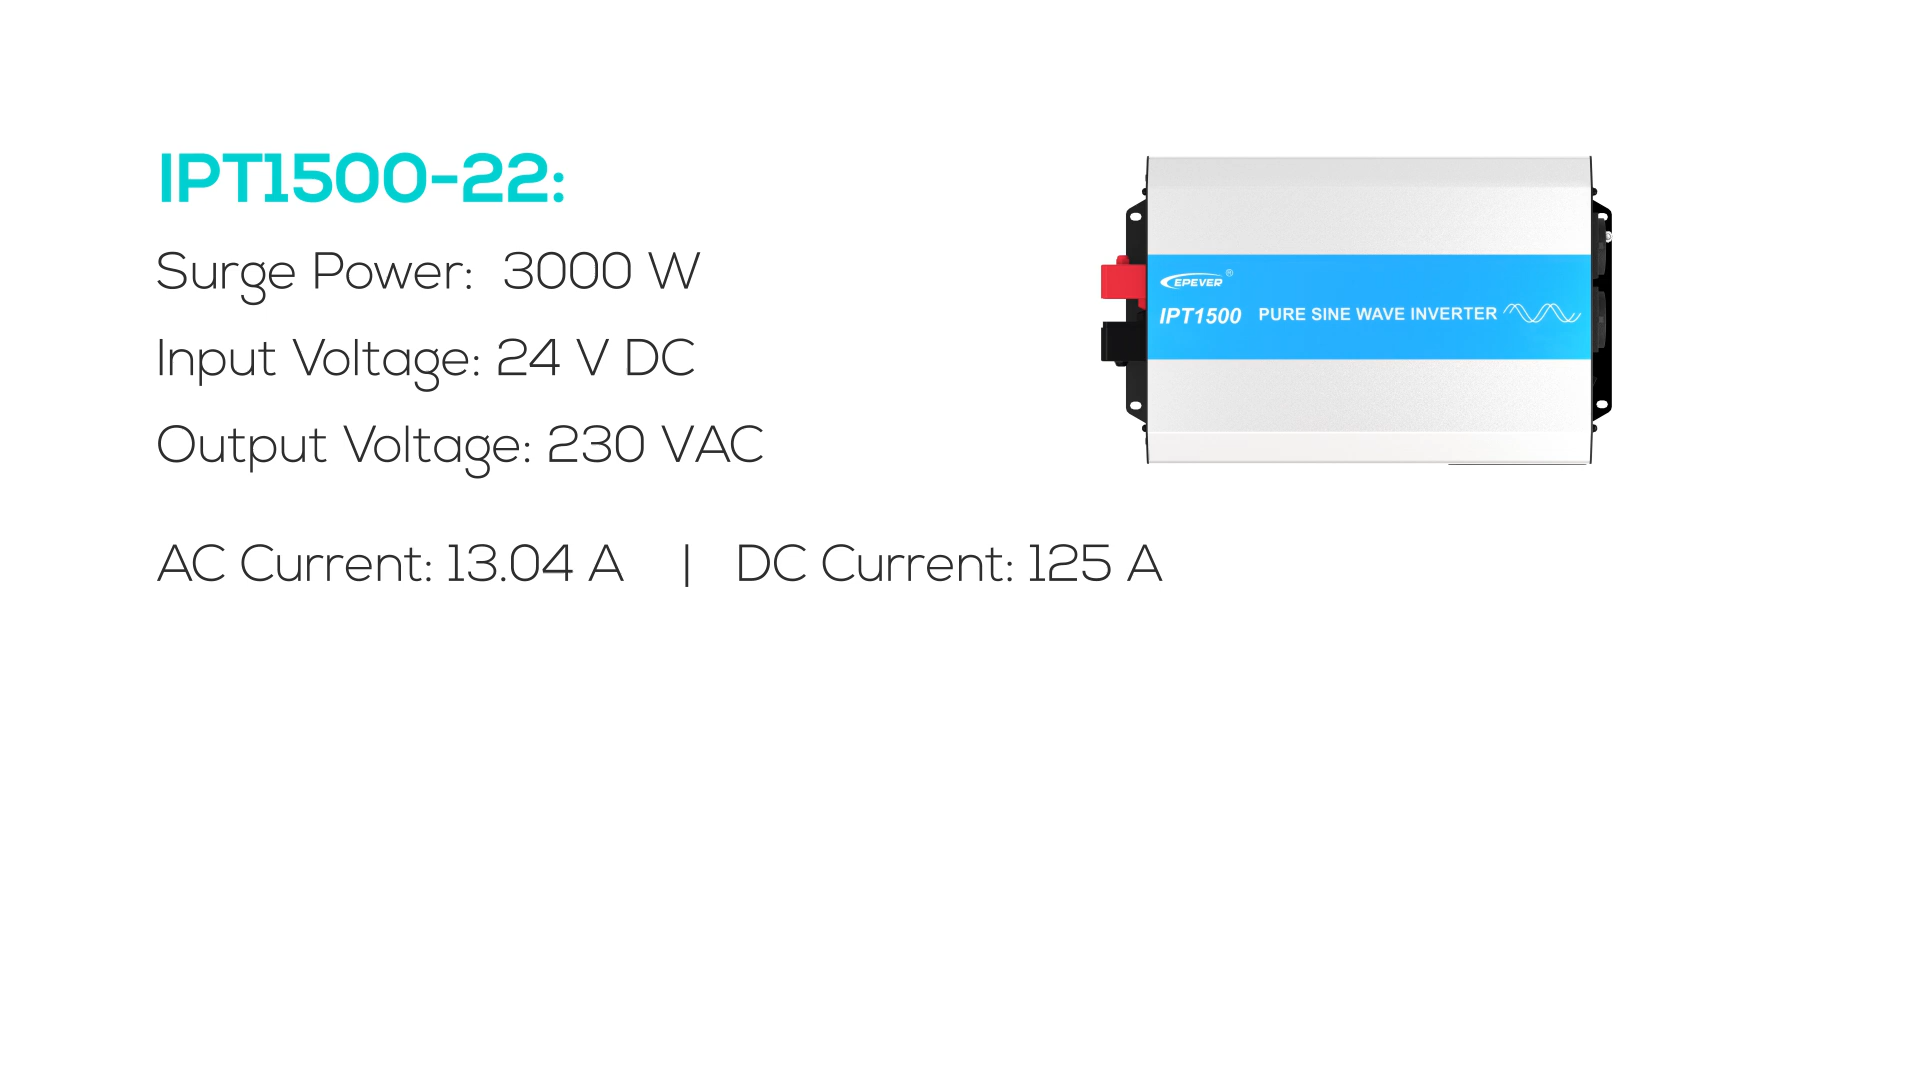 IPT1500-22:
Surge Power: 3000 W
Input Voltage: 24 V DC
Output Voltage: 230 VAC
AC Current: 13.04 A | DC Current: 125 A
EPEVER®
IPT1500 PURE SINE WAVE INVERTER